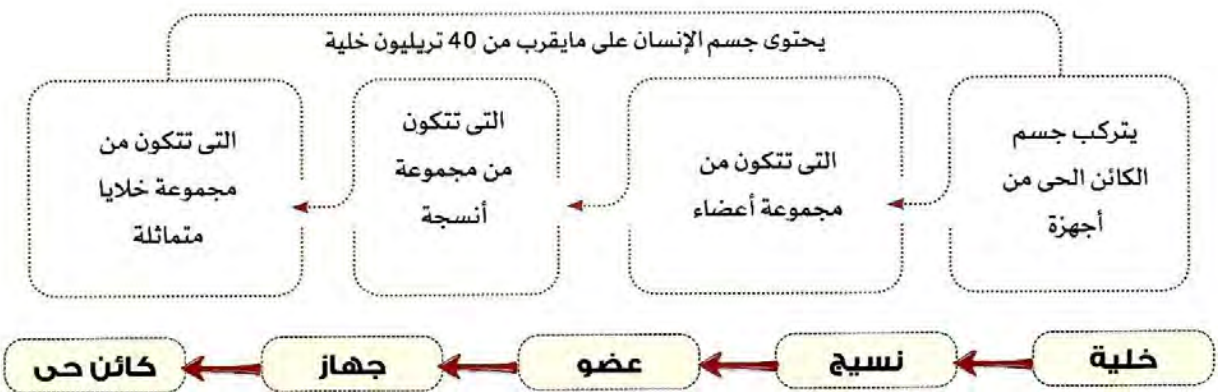 يحتوى جسم الإنسان على مايقرب من 40 تريليون خلية
يتركب جسم
الكائن الحى من
أجهزة
التى تتكون من
مجموعة أعضاء
التى تتكون
من مجموعة
أنسجة
التى تتكون من
مجموعة خلايا
متماثلة
خلية
نسيج
عضو
جهاز
كائن حى